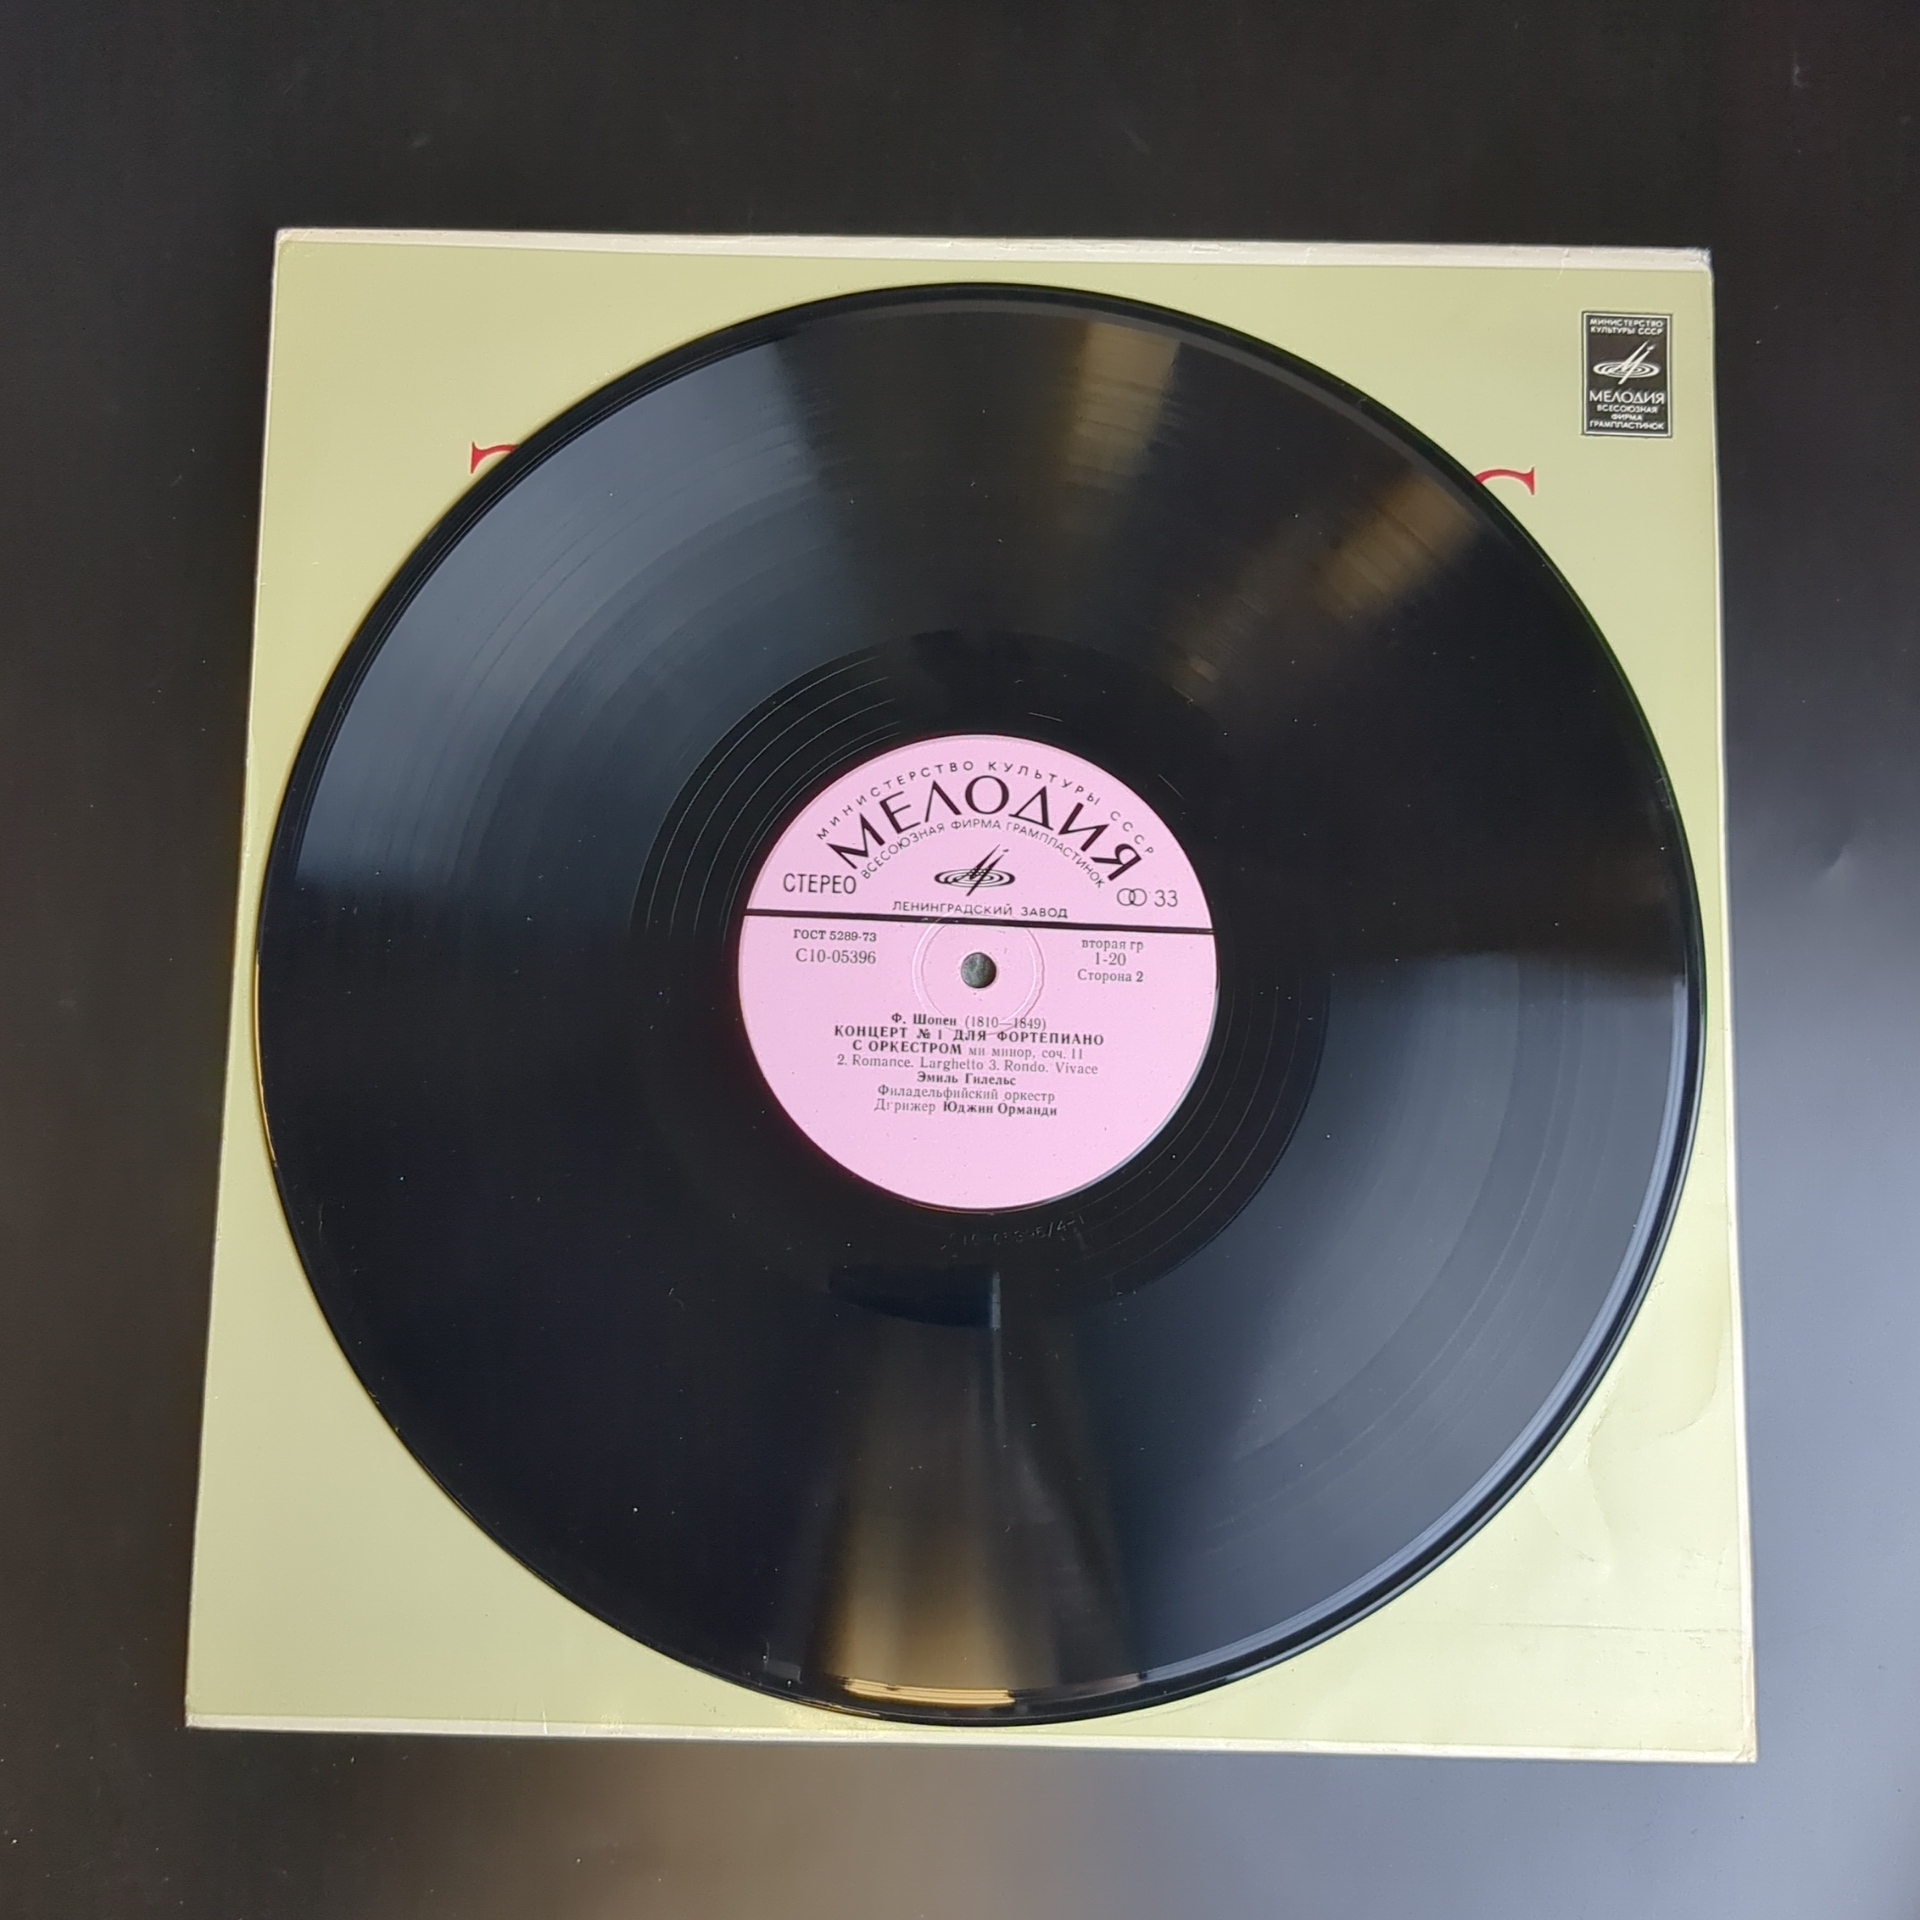 МИНИСТЕРСТВО
КУЛЬТУРЫ СССР
МЕЛОДИЯ
ВСЕСОЮЗНАЯ
ФИРМА
ГРАМПЛАСТИНОК
МИНИСТЕРСТВО КУЛЬТУРЫ СССР
МЕЛОДИЯ
ВСЕСОЮЗНАЯ ФИРМА ГРАМПЛАСТИНОК
СТЕРЕО
33
ЛЕНИНГРАДСКИЙ ЗАВОД
ГОСТ 5289-73
С10-05396
вторая гр
1-20
Сторона 2
Ф. Шопен (1810—1849)
КОНЦЕРТ № 1 ДЛЯ ФОРТЕПИАНО
С ОРКЕСТРОМ ми минор, соч. 11
2. Romance. Larghetto 3. Rondo. Vivace
Эмиль Гилельс
Филадельфийский оркестр
Дирижер Юджин Орманди